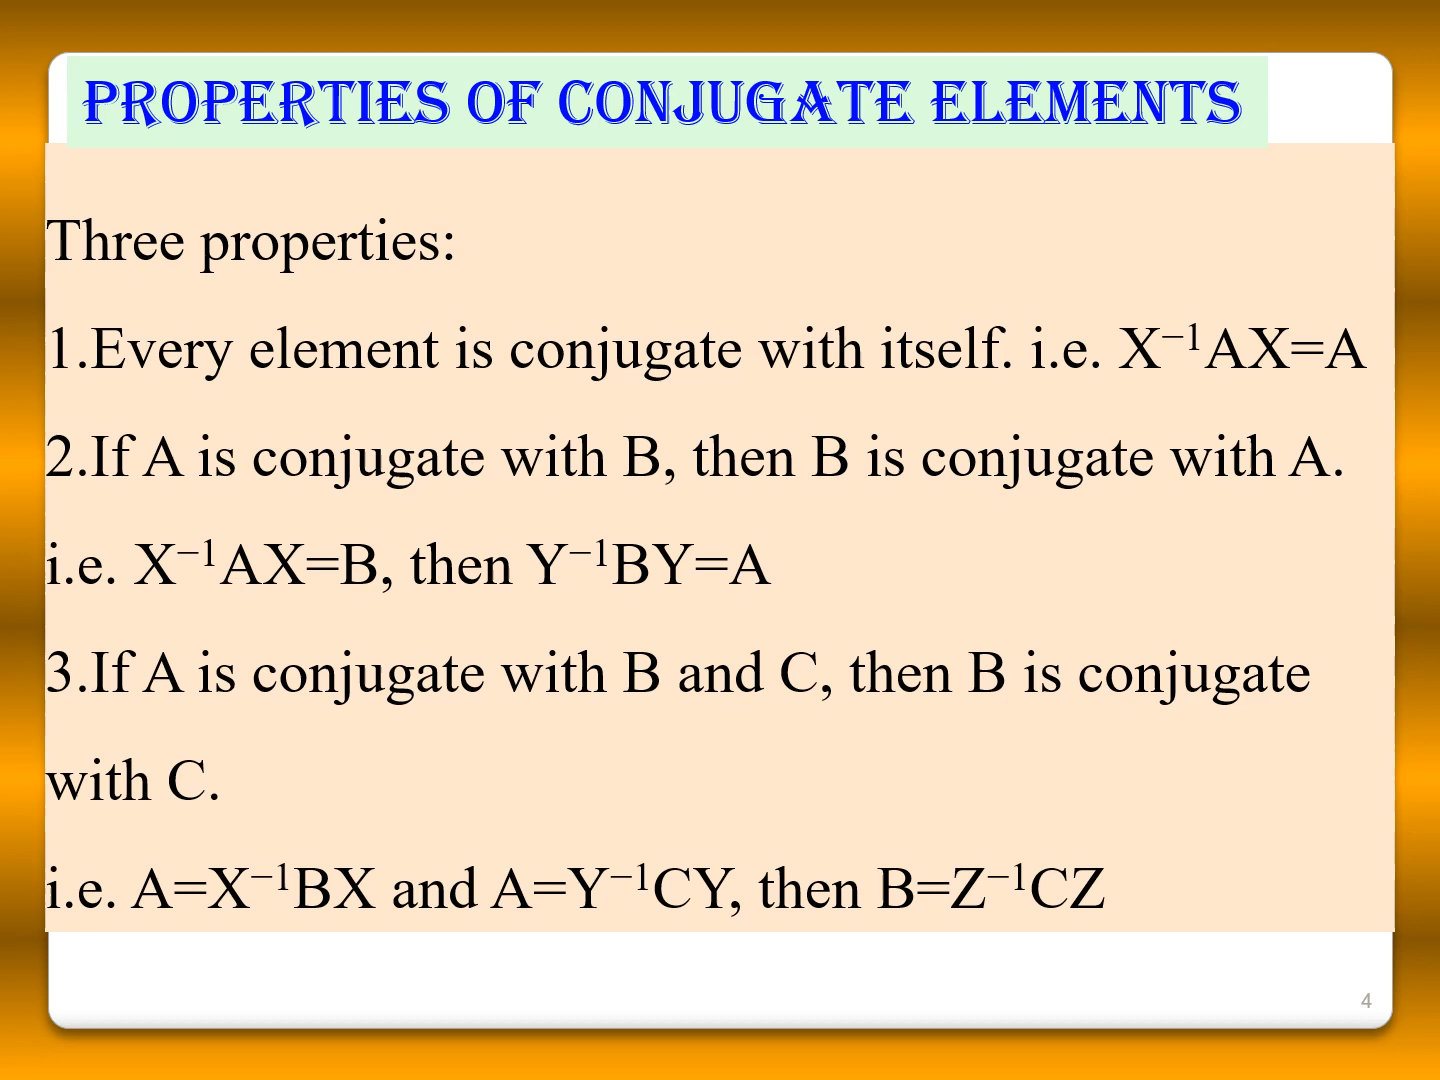 PROPERTIES OF CONJUGATE ELEMENTS
Three properties:
1.Every element is conjugate with itself. i.e. X⁻¹AX=A
2.If A is conjugate with B, then B is conjugate with A.
i.e. X⁻¹AX=B, then Y⁻¹BY=A
3.If A is conjugate with B and C, then B is conjugate
with C.
i.e. A=X⁻¹BX and A=Y⁻¹CY, then B=Z⁻¹CZ
4